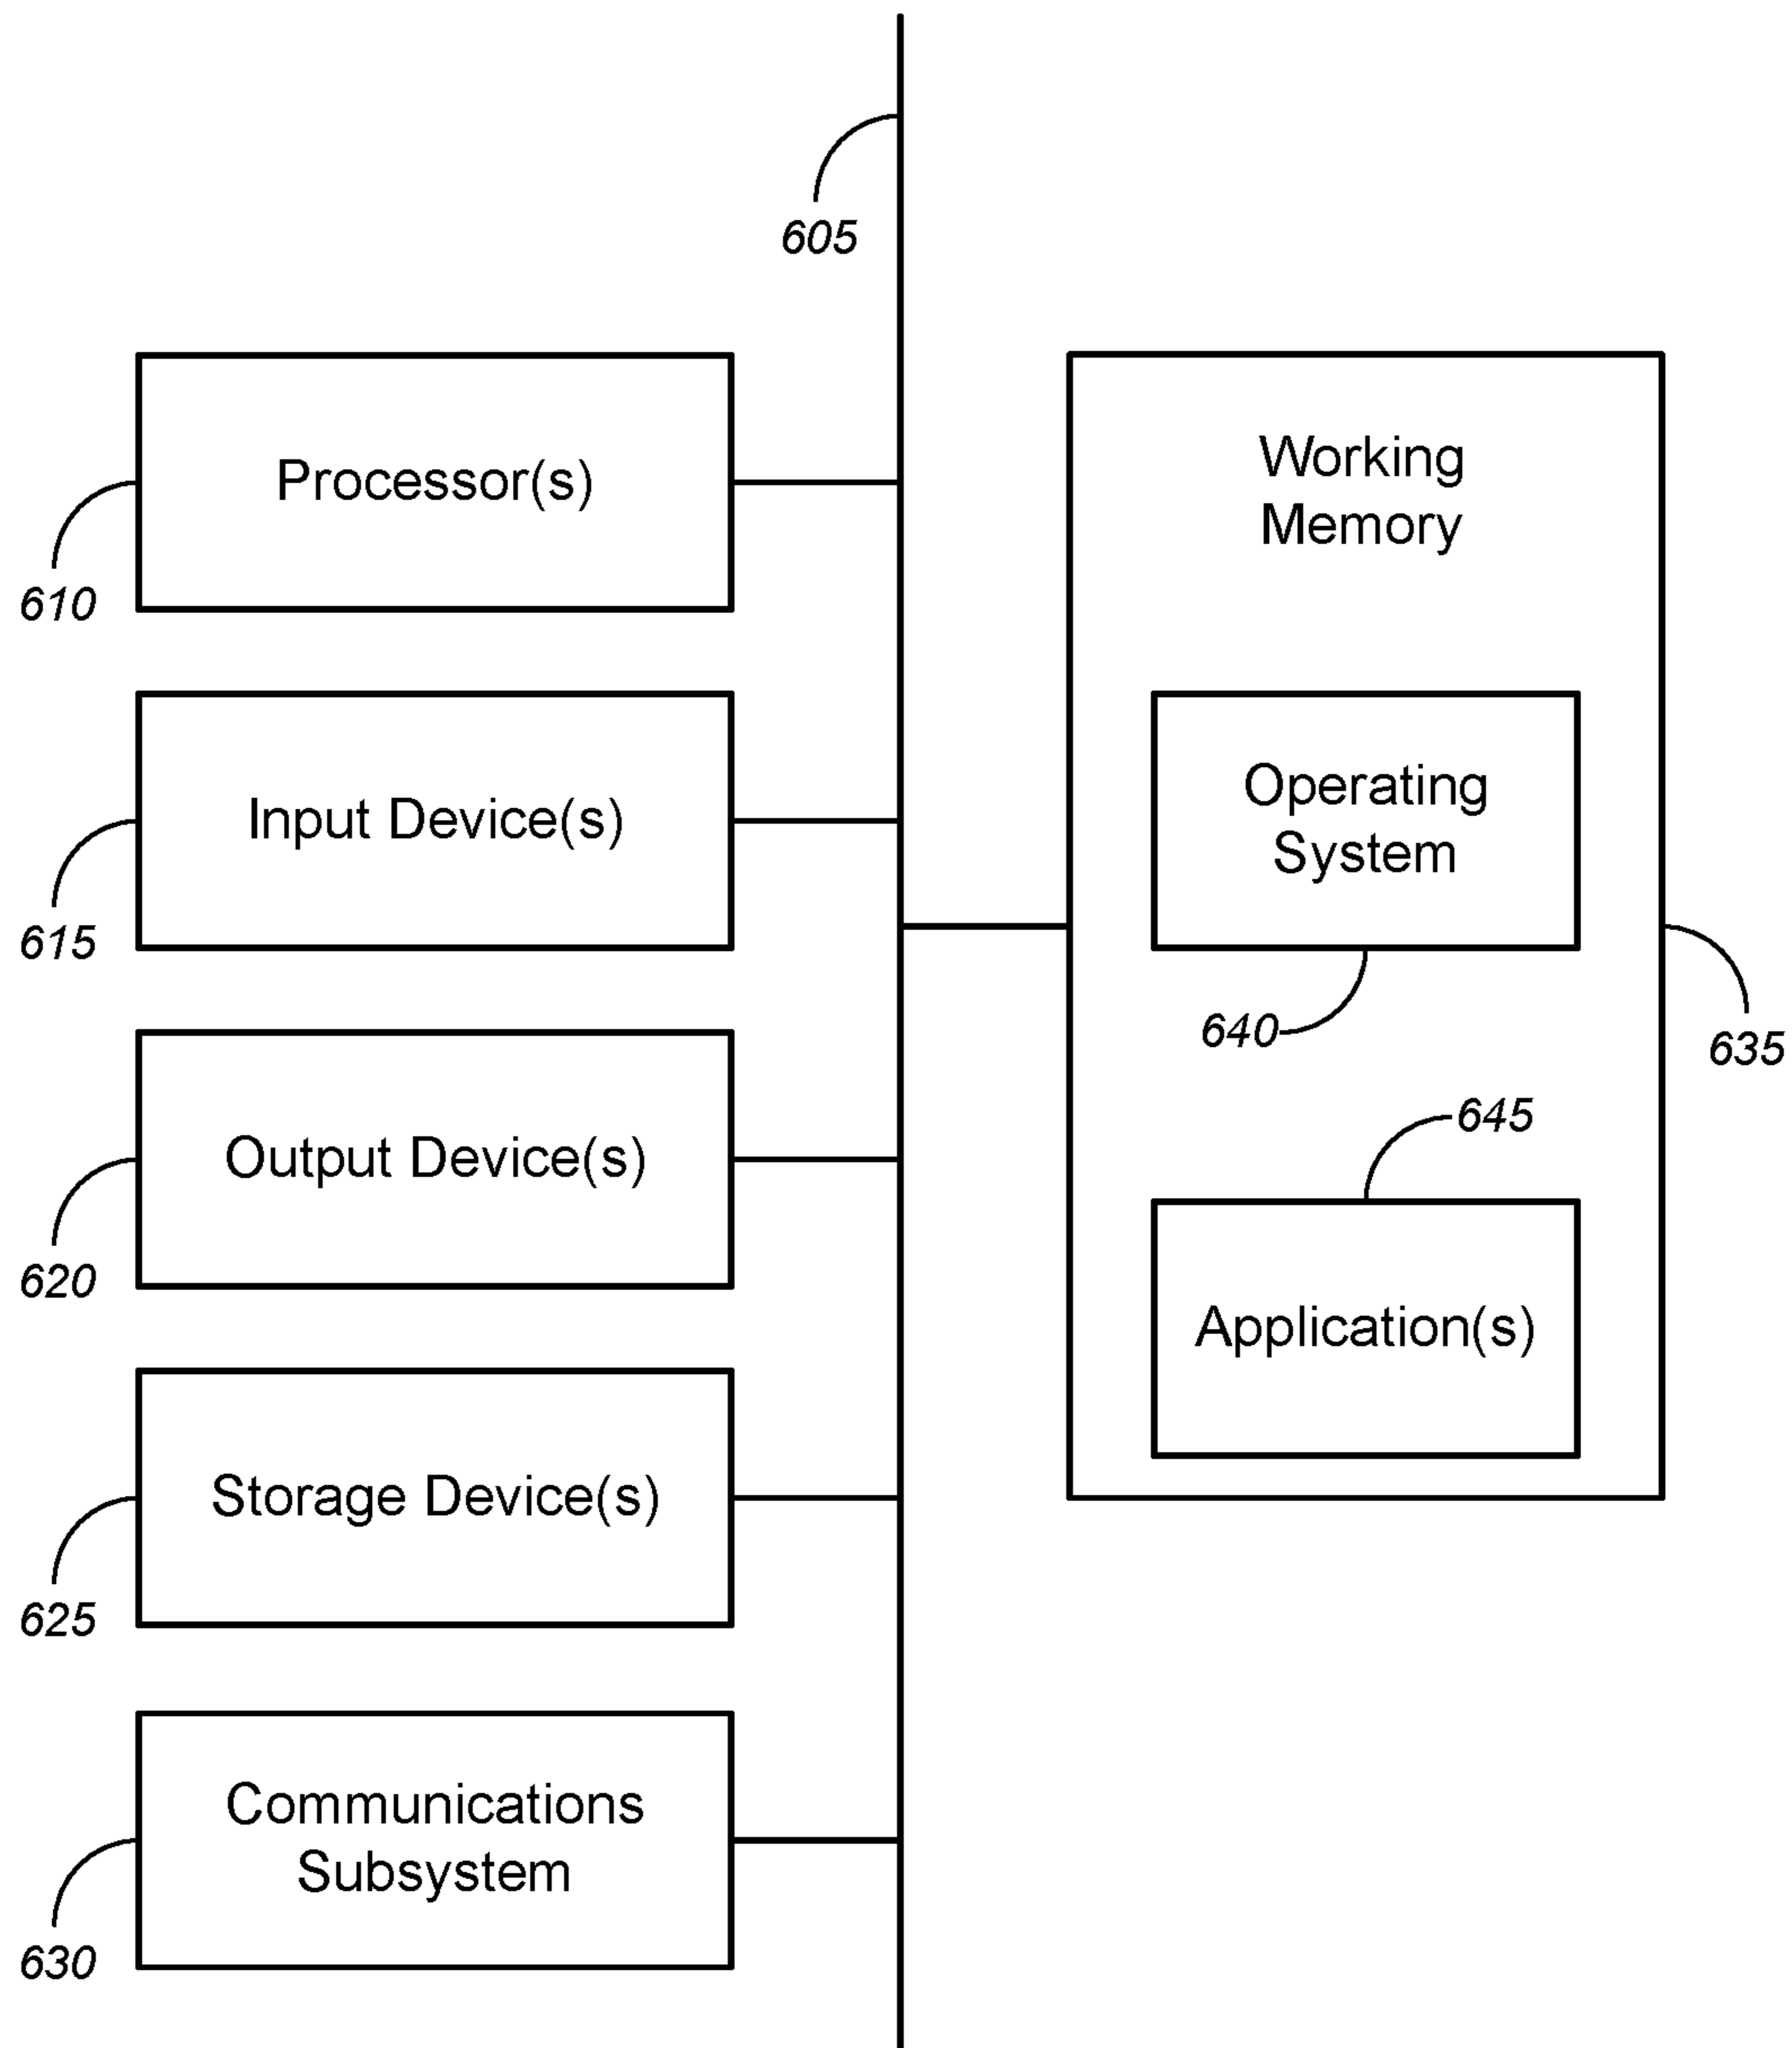 605
Processor(s)
610
Input Device(s)
615
Output Device(s)
620
Storage Device(s)
625
Communications
Subsystem
630
Working
Memory
Operating
System
640
635
645
Application(s)